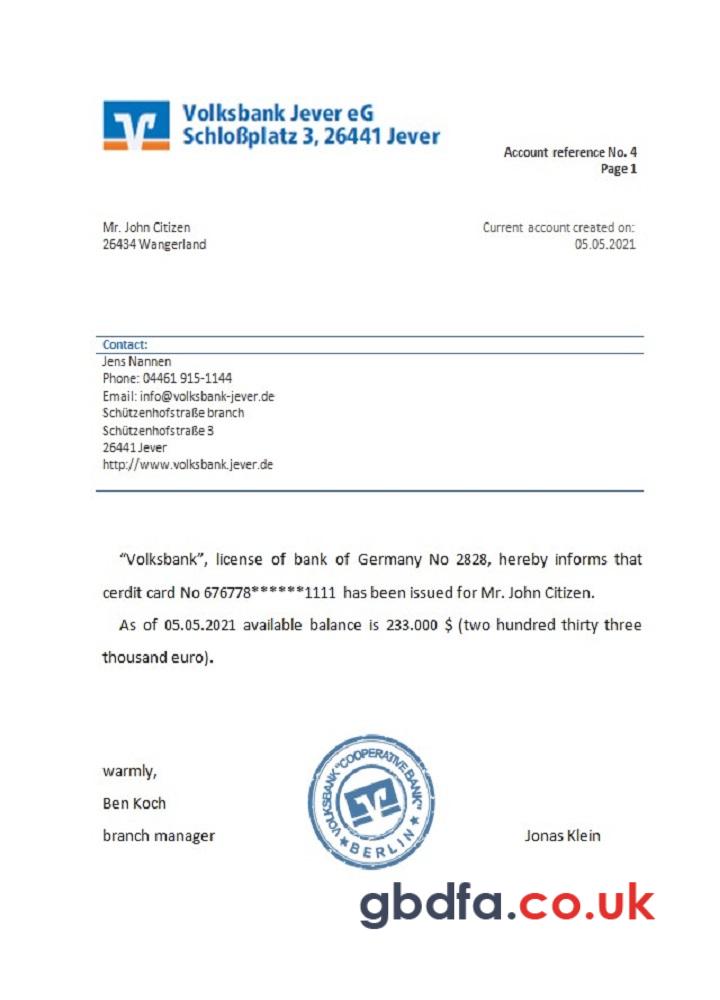 Volksbank Jever eG
Schloßplatz 3, 26441 Jever
Account reference No. 4
Page 1
Mr. John Citizen
26434 Wangerland
Current account created on:
05.05.2021
Contact:
Jens Nannen
Phone: 04461 915-1144
Email: info@volksbank-jever.de
Schützenhofstraße branch
Schützenhofstraße 3
26441 Jever
http://www.volksbank.jever.de
“Volksbank”, license of bank of Germany No 2828, hereby informs that
cerdit card No 676778******1111 has been issued for Mr. John Citizen.
As of 05.05.2021 available balance is 233.000 $ (two hundred thirty three
thousand euro).
warmly,
Ben Koch
branch manager
VOLKSBANK "COOPERATIVE BANK"
BERLIN
Jonas Klein
gbdfa.co.uk